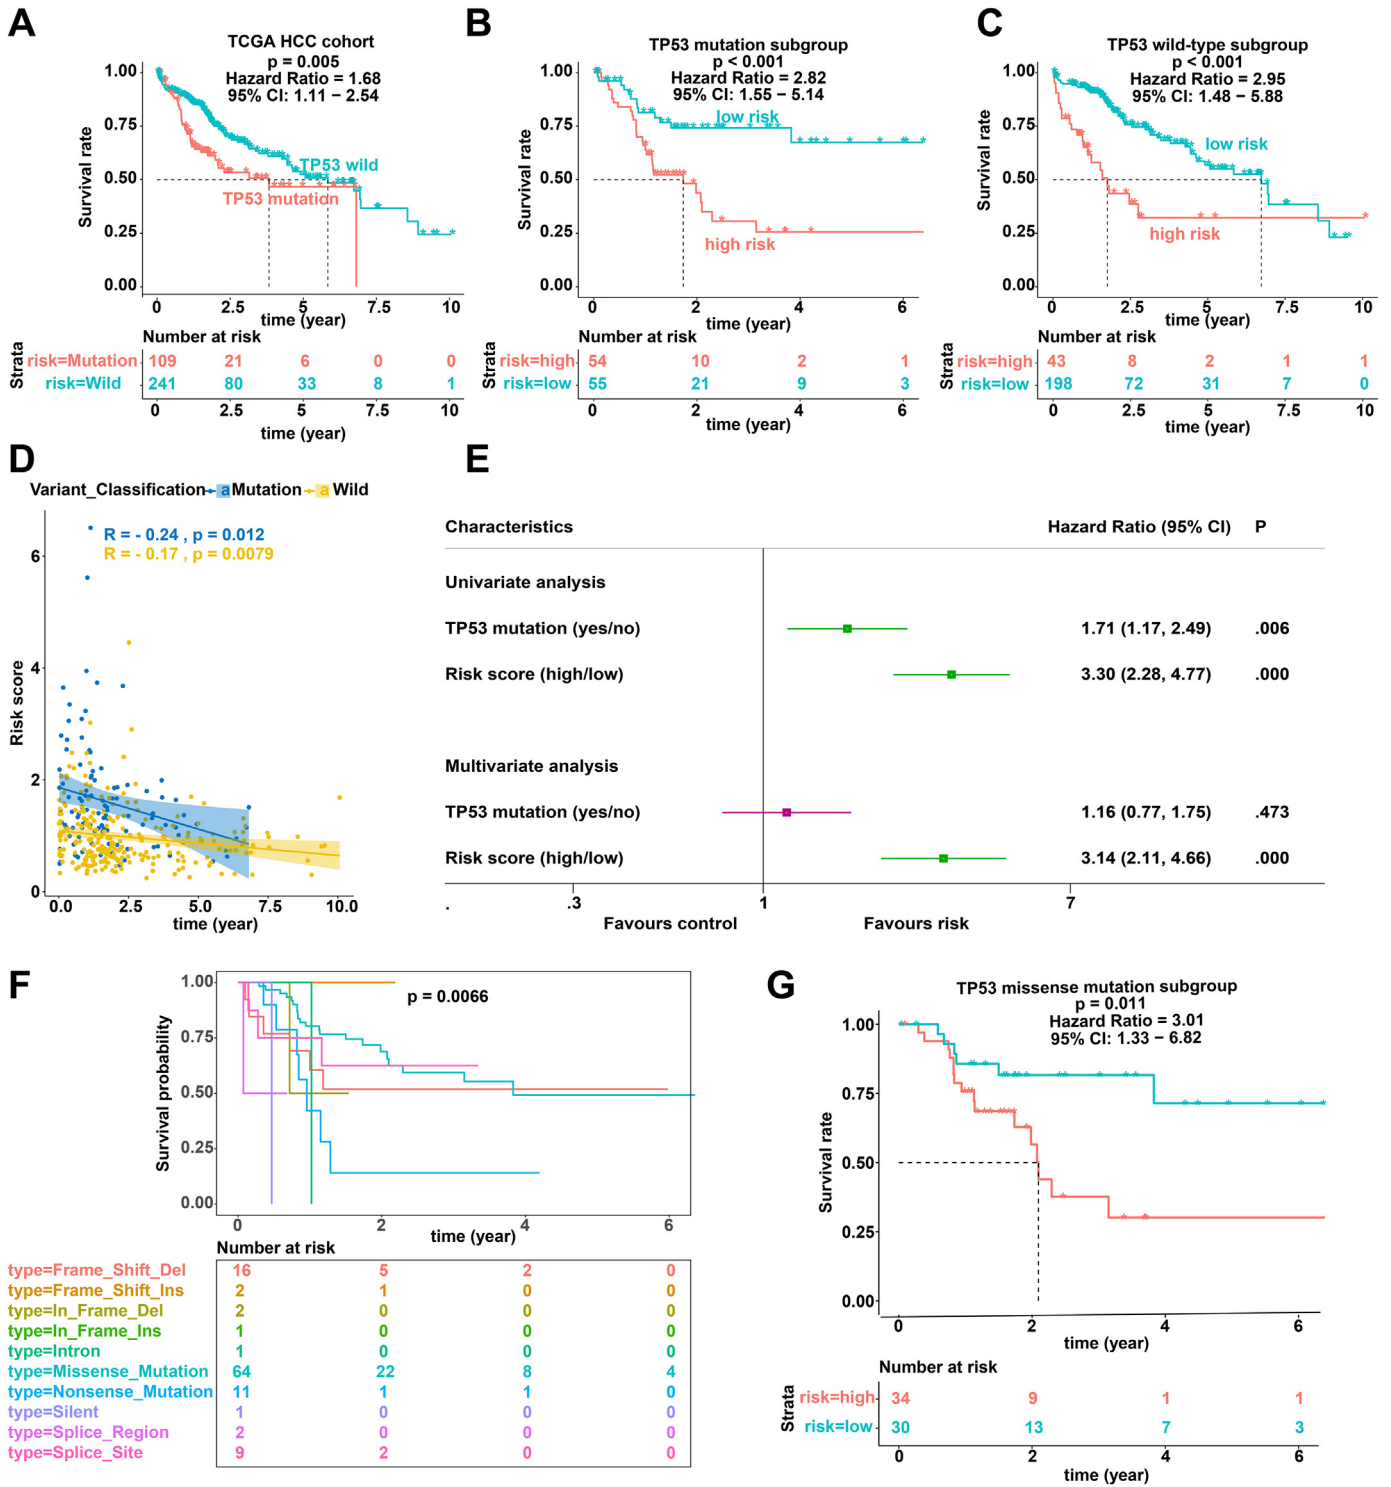 A
TCGA HCC cohort
p = 0.005
Hazard Ratio = 1.68
95% CI: 1.11 − 2.54
Survival rate
1.00
0.75
0.50
0.25
0.00
TP53 wild
TP53 mutation
0 2.5 5 7.5 10
time (year)
Number at risk
Strata
risk=Mutation 109 21 6 0 0
risk=Wild 241 80 33 8 1
0 2.5 5 7.5 10
time (year)
B
TP53 mutation subgroup
p < 0.001
Hazard Ratio = 2.82
95% CI: 1.55 − 5.14
Survival rate
1.00
0.75
0.50
0.25
0.00
low risk
high risk
0 2 4 6
time (year)
Number at risk
Strata
risk=high 54 10 2 1
risk=low 55 21 9 3
0 2 4 6
time (year)
C
TP53 wild-type subgroup
p < 0.001
Hazard Ratio = 2.95
95% CI: 1.48 − 5.88
Survival rate
1.00
0.75
0.50
0.25
0.00
low risk
high risk
0 2.5 5 7.5 10
time (year)
Number at risk
Strata
risk=high 43 8 2 1 1
risk=low 198 72 31 7 0
0 2.5 5 7.5 10
time (year)
D
Variant_Classification a Mutation a Wild
R = - 0.24 , p = 0.012
R = - 0.17 , p = 0.0079
Risk score
6
4
2
0
0.0 2.5 5.0 7.5 10.0
time (year)
E
Characteristics Hazard Ratio (95% CI) P
Univariate analysis
TP53 mutation (yes/no) 1.71 (1.17, 2.49) .006
Risk score (high/low) 3.30 (2.28, 4.77) .000
Multivariate analysis
TP53 mutation (yes/no) 1.16 (0.77, 1.75) .473
Risk score (high/low) 3.14 (2.11, 4.66) .000
. .3 1 7
Favours control Favours risk
F
p = 0.0066
Survival probability
1.00
0.75
0.50
0.25
0.00
0 2 4 6
time (year)
Number at risk
type=Frame_Shift_Del 16 5 2 0
type=Frame_Shift_Ins 2 1 0 0
type=In_Frame_Del 2 0 0 0
type=In_Frame_Ins 1 0 0 0
type=Intron 1 0 0 0
type=Missense_Mutation 64 22 8 4
type=Nonsense_Mutation 11 1 1 0
type=Silent 1 0 0 0
type=Splice_Region 2 0 0 0
type=Splice_Site 9 2 0 0
G
TP53 missense mutation subgroup
p = 0.011
Hazard Ratio = 3.01
95% CI: 1.33 − 6.82
Survival rate
1.00
0.75
0.50
0.25
0.00
0 2 4 6
time (year)
Number at risk
Strata
risk=high 34 9 1 1
risk=low 30 13 7 3
0 2 4 6
time (year)